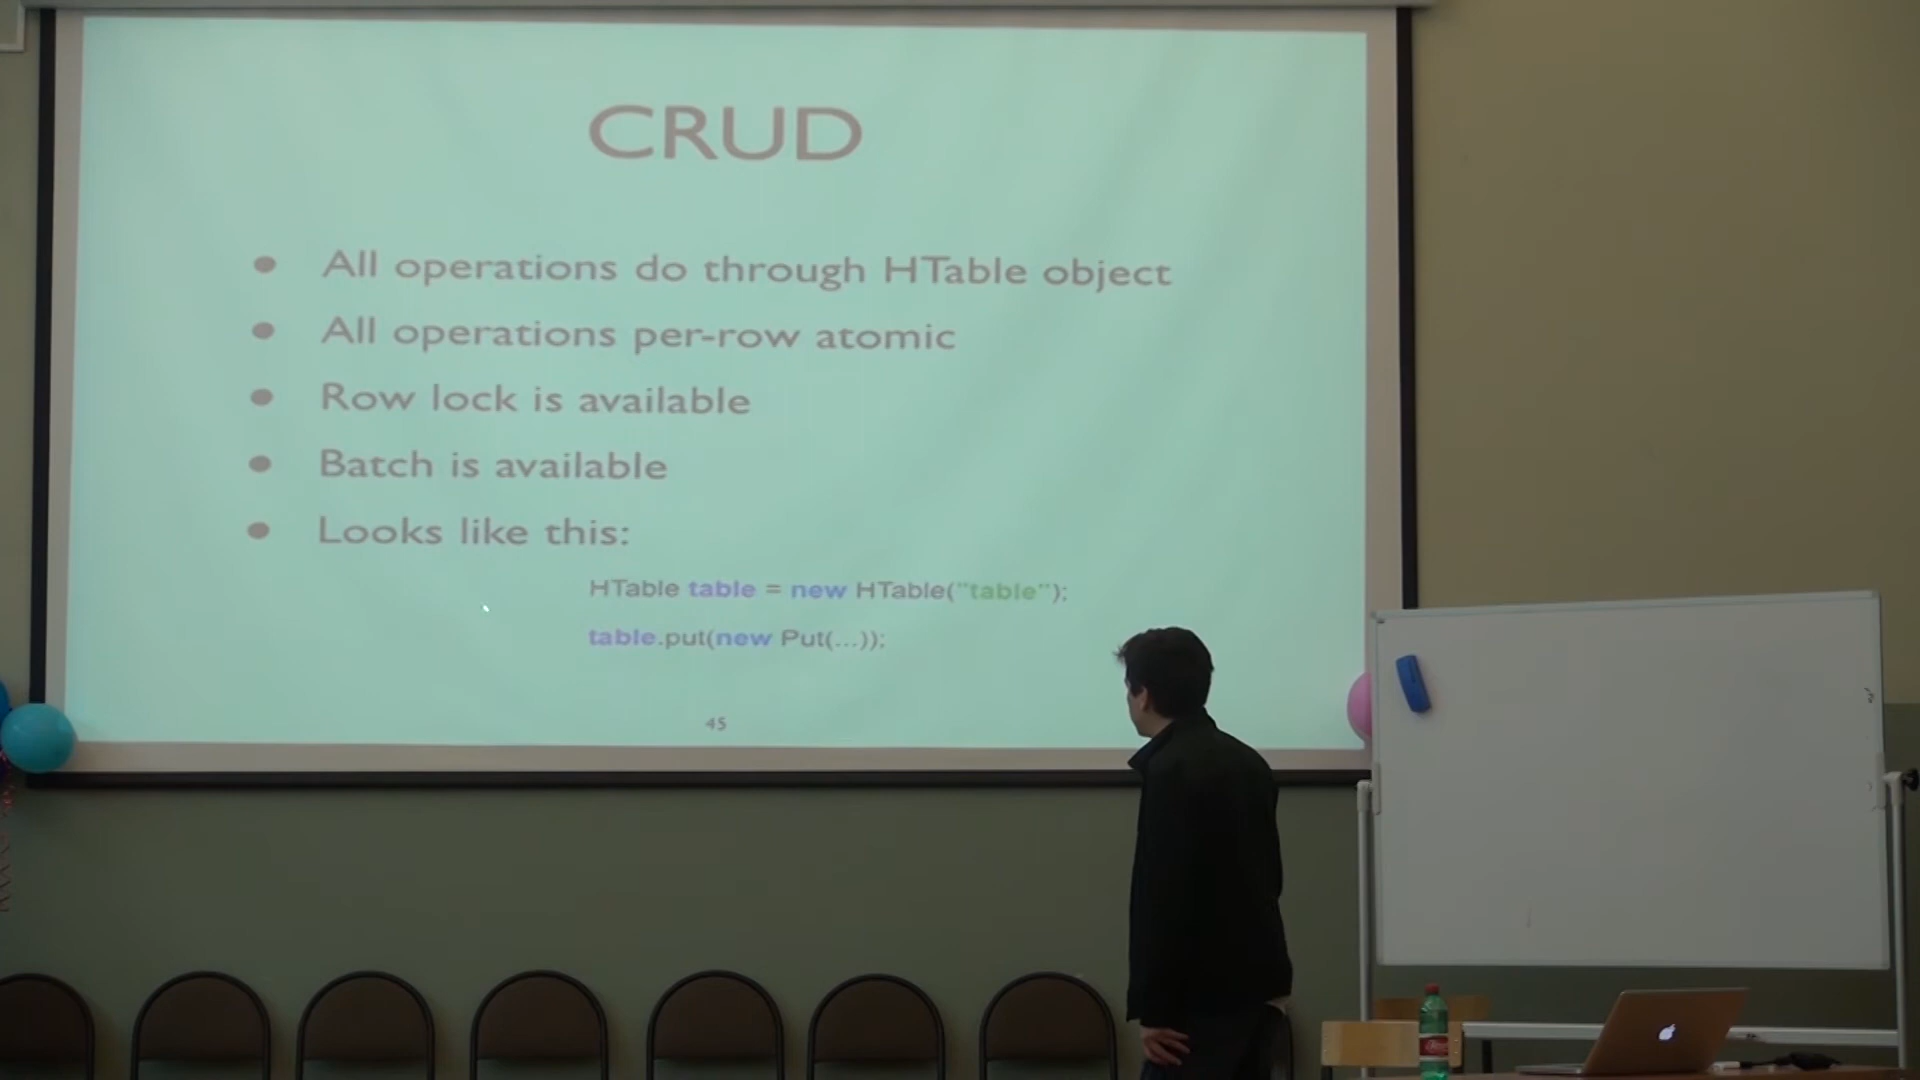 CRUD
All operations do through HTable object
All operations per-row atomic
Row lock is available
Batch is available
Looks like this:
HTable table = new HTable("table");
table.put(new Put(...));
45